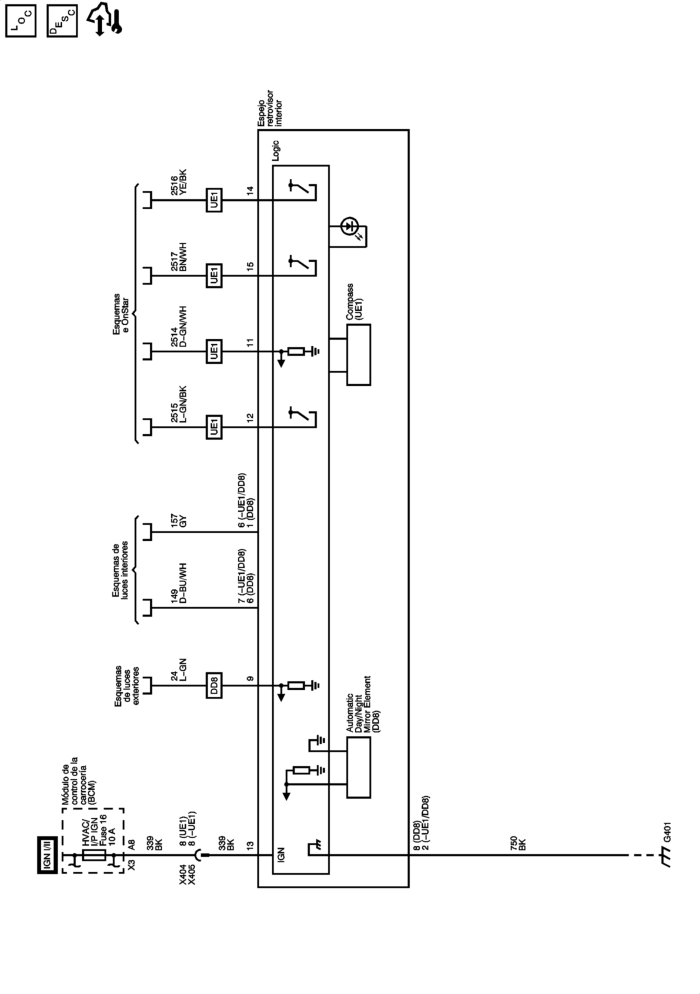 LOC
DESC
IGN I/II
Módulo de
control de la
carrocería
(BCM)
HVAC/
I/P IGN
Fuse 16
10 A
X3
A8
339
BK
X404
X405
8 (UE1)
8 (–UE1)
339
BK
13
Esquemas
de luces
exteriores
24
L–GN
DD8
9
Esquemas de
luces interiores
149
D–BU/WH
7 (–UE1/DD8)
6 (DD8)
157
GY
6 (–UE1/DD8)
1 (DD8)
Esquemas
e OnStar
2515
L–GN/BK
UE1
12
2514
D–GN/WH
UE1
11
2517
BN/WH
UE1
15
2516
YE/BK
UE1
14
Espejo
retrovisor
interior
Logic
IGN
Automatic
Day/Night
Mirror Element
(DD8)
Compass
(UE1)
8 (DD8)
2 (–UE1/DD8)
750
BK
G401